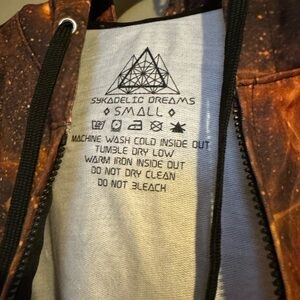 SYKADELIC DREAMS
◊ SMALL ◊
MACHINE WASH COLD INSIDE OUT
TUMBLE DRY LOW
WARM IRON INSIDE OUT
DO NOT DRY CLEAN
DO NOT BLEACH